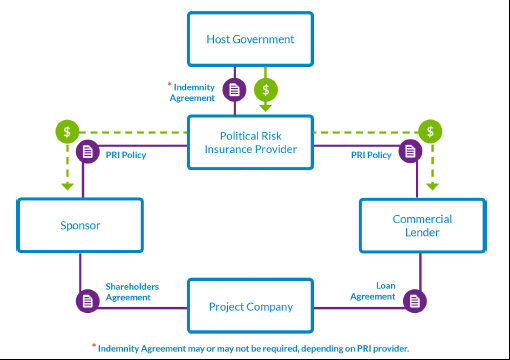 Host Government
* Indemnity
Agreement
$
Political Risk
Insurance Provider
$
$
PRI Policy
PRI Policy
Sponsor
Commercial
Lender
Shareholders
Agreement
Loan
Agreement
Project Company
* Indemnity Agreement may or may not be required, depending on PRI provider.